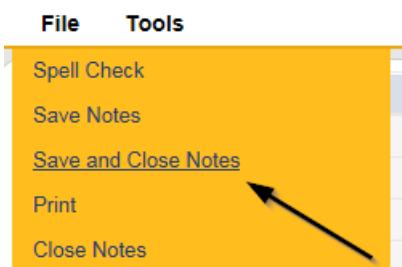 File Tools
Spell Check
Save Notes
Save and Close Notes
Print
Close Notes